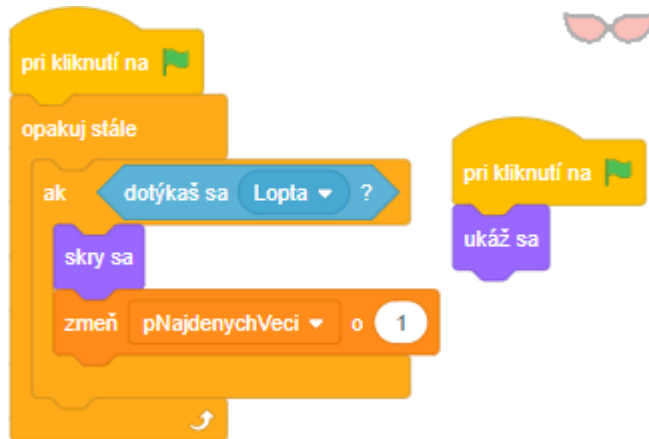 pri kliknutí na
opakuj stále
ak dotýkaš sa Lopta ?
skry sa
zmeň pNajdenychVeci o 1
pri kliknutí na
ukáž sa